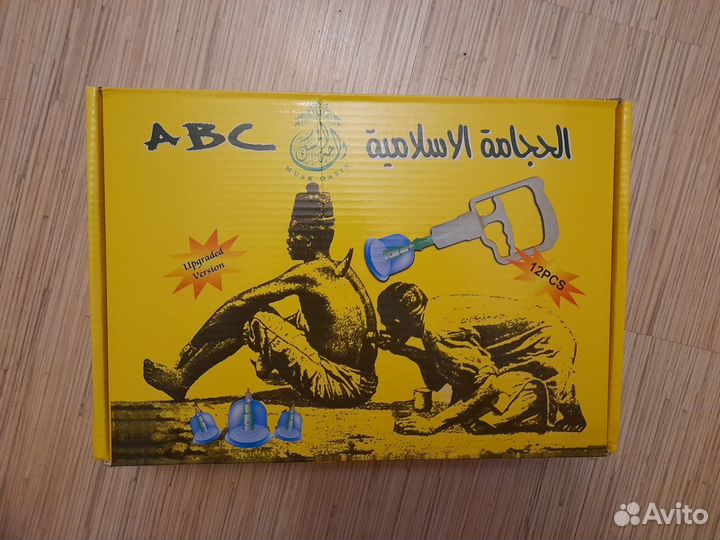 ABC
الحجامة الاسلامية
MUSK OASIS
Upgraded
Version
12PCS
Avito